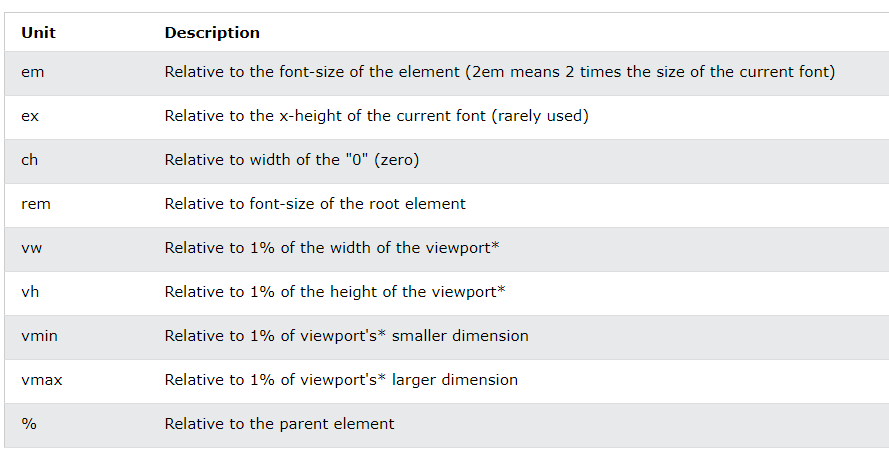 Unit Description
em Relative to the font-size of the element (2em means 2 times the size of the current font)
ex Relative to the x-height of the current font (rarely used)
ch Relative to width of the "0" (zero)
rem Relative to font-size of the root element
vw Relative to 1% of the width of the viewport*
vh Relative to 1% of the height of the viewport*
vmin Relative to 1% of viewport's* smaller dimension
vmax Relative to 1% of viewport's* larger dimension
% Relative to the parent element